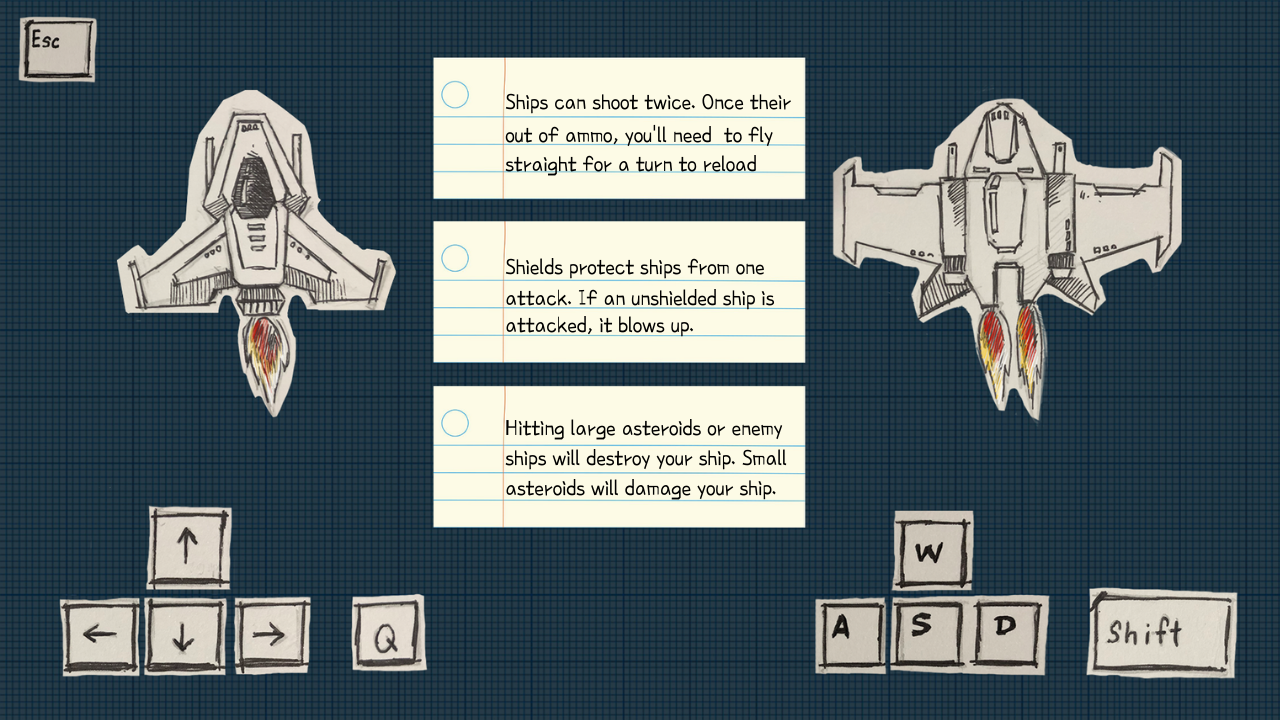 Esc
Ships can shoot twice. Once their
out of ammo, you'll need to fly
straight for a turn to reload
Shields protect ships from one
attack. If an unshielded ship is
attacked, it blows up.
Hitting large asteroids or enemy
ships will destroy your ship. Small
asteroids will damage your ship.
↑
← ↓ →
Q
W
A S D
Shift